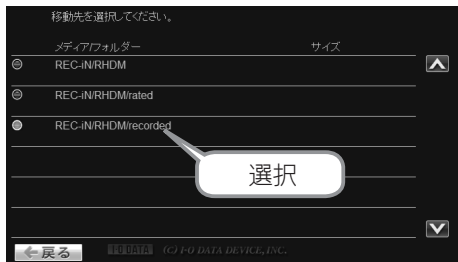 移動先を選択してください。
メディア/フォルダー サイズ
REC-iN/RHDM
REC-iN/RHDM/rated
REC-iN/RHDM/recorded
選択
戻る I-O DATA (C) I-O DATA DEVICE, INC.